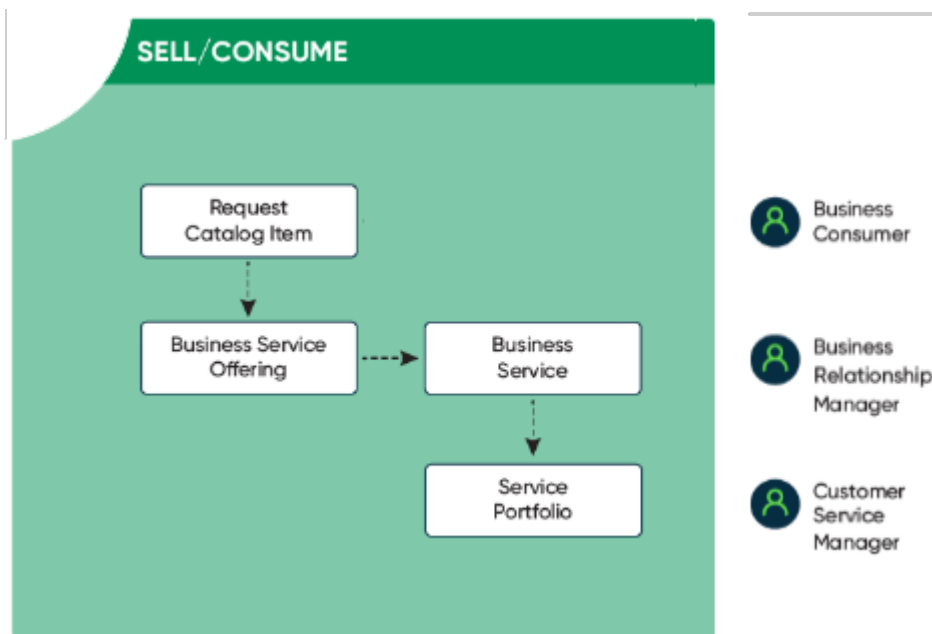 SELL/CONSUME
Request
Catalog Item
Business Service
Offering
Business
Service
Service
Portfolio
Business
Consumer
Business
Relationship
Manager
Customer
Service
Manager